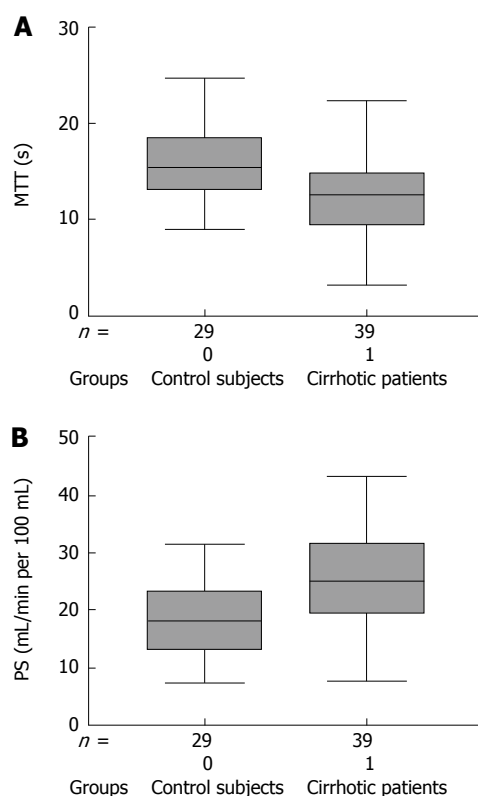 A
30
20
10
0
MTT (s)
n = 29 39
0 1
Groups Control subjects Cirrhotic patients
B
50
40
30
20
10
0
PS (mL/min per 100 mL)
n = 29 39
0 1
Groups Control subjects Cirrhotic patients